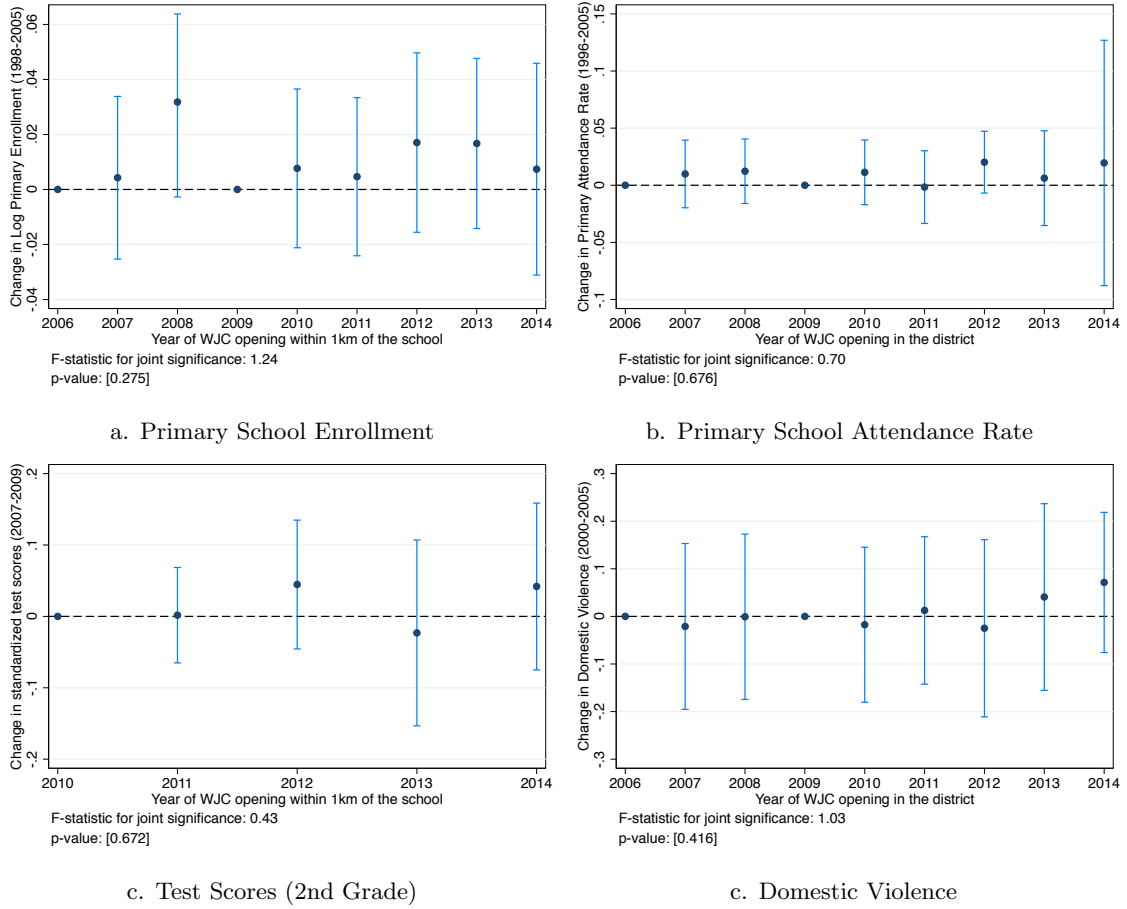 Change in Log Primary Enrollment (1998-2005)
.06
.04
.02
0
-.02
-.04
2006 2007 2008 2009 2010 2011 2012 2013 2014
Year of WJC opening within 1km of the school
F-statistic for joint significance: 1.24
p-value: [0.275]
a. Primary School Enrollment
Change in Primary Attendance Rate (1996-2005)
.15
.1
.05
0
-.05
-.1
2006 2007 2008 2009 2010 2011 2012 2013 2014
Year of WJC opening in the district
F-statistic for joint significance: 0.70
p-value: [0.676]
b. Primary School Attendance Rate
Change in standardized test scores (2007-2009)
.2
.1
0
-.1
-.2
2010 2011 2012 2013 2014
Year of WJC opening within 1km of the school
F-statistic for joint significance: 0.43
p-value: [0.672]
c. Test Scores (2nd Grade)
Change in Domestic Violence (2000-2005)
.3
.2
.1
0
-.1
-.2
-.3
2006 2007 2008 2009 2010 2011 2012 2013 2014
Year of WJC opening in the district
F-statistic for joint significance: 1.03
p-value: [0.416]
c. Domestic Violence